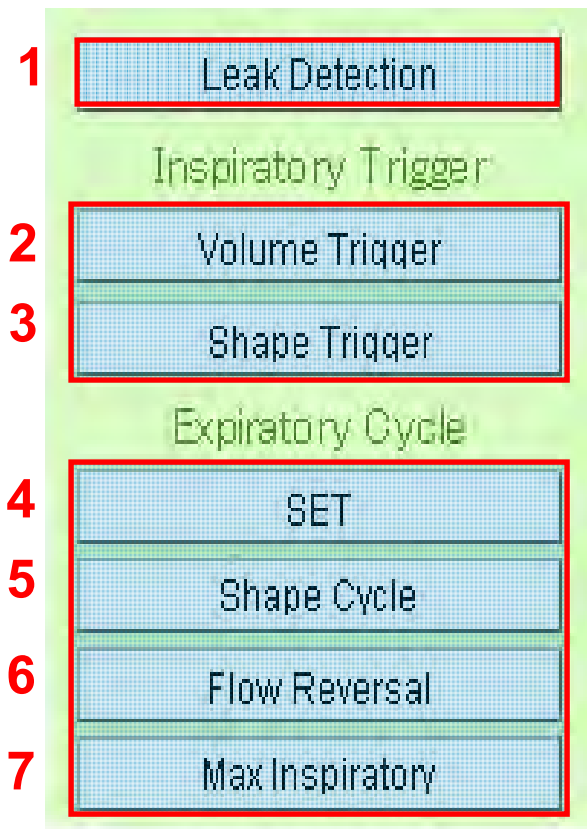 1
Leak Detection
Inspiratory Trigger
2
Volume Trigger
3
Shape Trigger
Expiratory Cycle
4
SET
5
Shape Cycle
6
Flow Reversal
7
Max Inspiratory